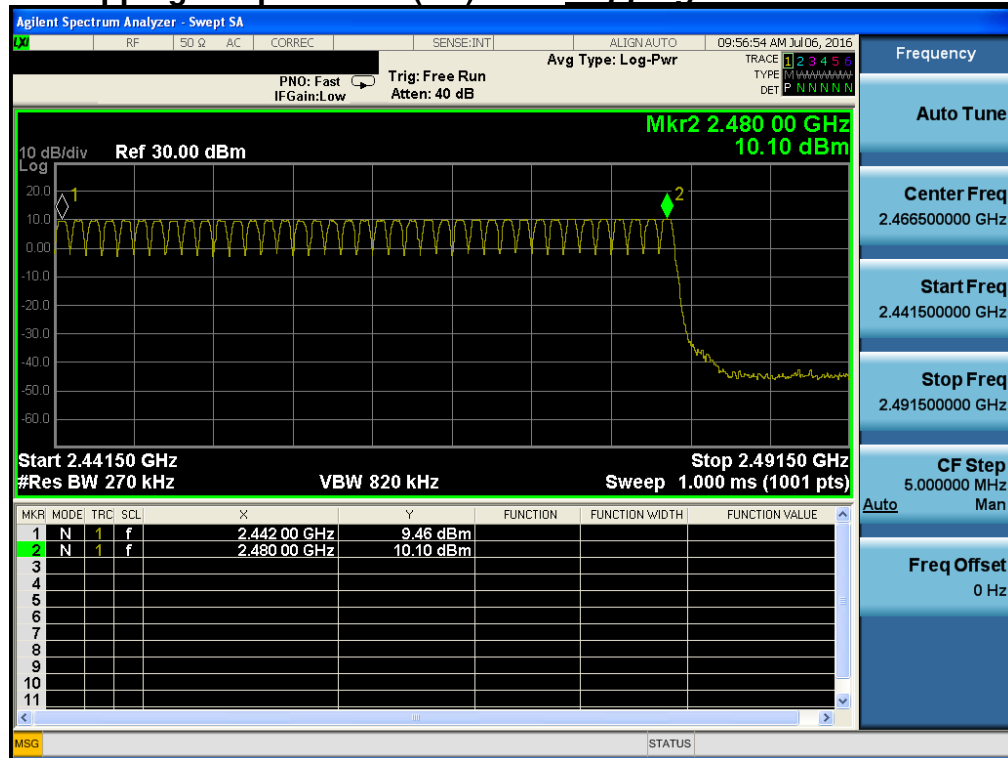 Agilent Spectrum Analyzer - Swept SA
LXI RF 50 Ω AC CORREC SENSE:INT ALIGN AUTO 09:56:54 AM Jul 06, 2016
Avg Type: Log-Pwr TRACE 1 2 3 4 5 6
PNO: Fast Trig: Free Run TYPE M W W W W W
IFGain:Low Atten: 40 dB DET P N N N N N
Mkr2 2.480 00 GHz
10 dB/div Ref 30.00 dBm 10.10 dBm
Log
20.0
10.0
0.00
-10.0
-20.0
-30.0
-40.0
-50.0
-60.0
1
2
Start 2.44150 GHz Stop 2.49150 GHz
#Res BW 270 kHz VBW 820 kHz Sweep 1.000 ms (1001 pts)
MKR MODE TRC SCL X Y FUNCTION FUNCTION WIDTH FUNCTION VALUE
1 N 1 f 2.442 00 GHz 9.46 dBm
2 N 1 f 2.480 00 GHz 10.10 dBm
3
4
5
6
7
8
9
10
11
MSG STATUS
Frequency
Auto Tune
Center Freq
2.466500000 GHz
Start Freq
2.441500000 GHz
Stop Freq
2.491500000 GHz
CF Step
5.000000 MHz
Auto Man
Freq Offset
0 Hz